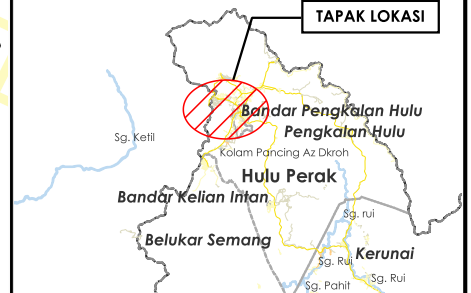 TAPAK LOKASI
Bandar Pengkalan Hulu
Pengkalan Hulu
Sg. Ketil
Kolam Pancing Az Dkroh
Hulu Perak
Bandar Kelian Intan
Sg. rui
Belukar Semang
Kerunai
Sg. Rui
Sg. Rui
Sg. Pahit